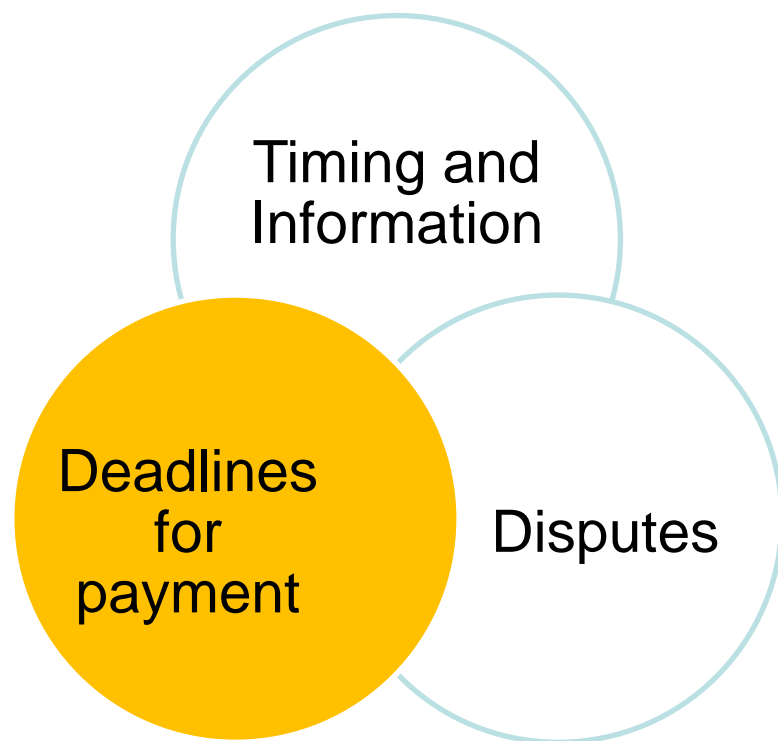 Timing and
Information
Deadlines
for
payment
Disputes